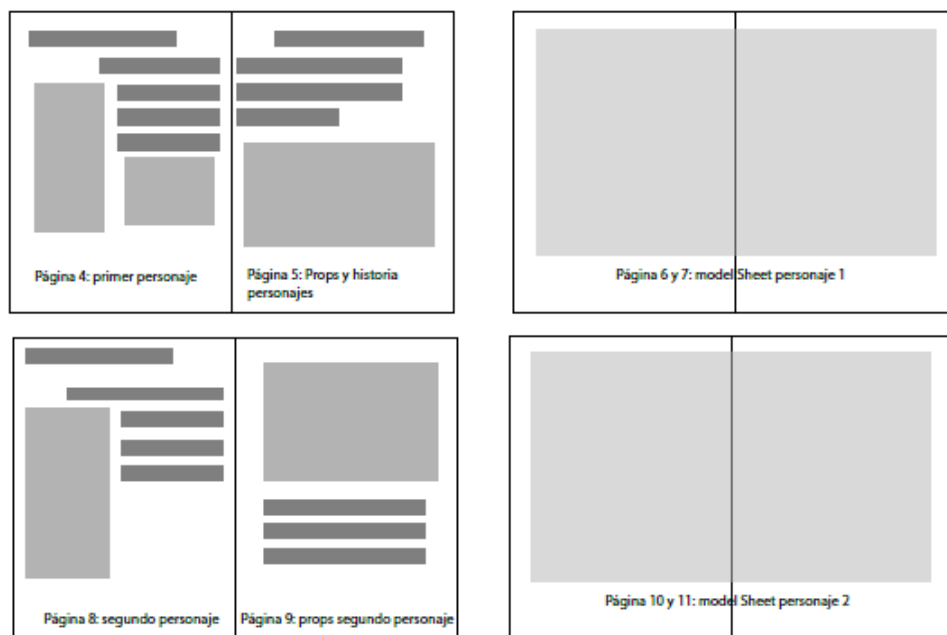 Página 4: primer personaje
Página 5: Props y historia
personajes
Página 6 y 7: model Sheet personaje 1
Página 8: segundo personaje
Página 9: props segundo personaje
Página 10 y 11: model Sheet personaje 2